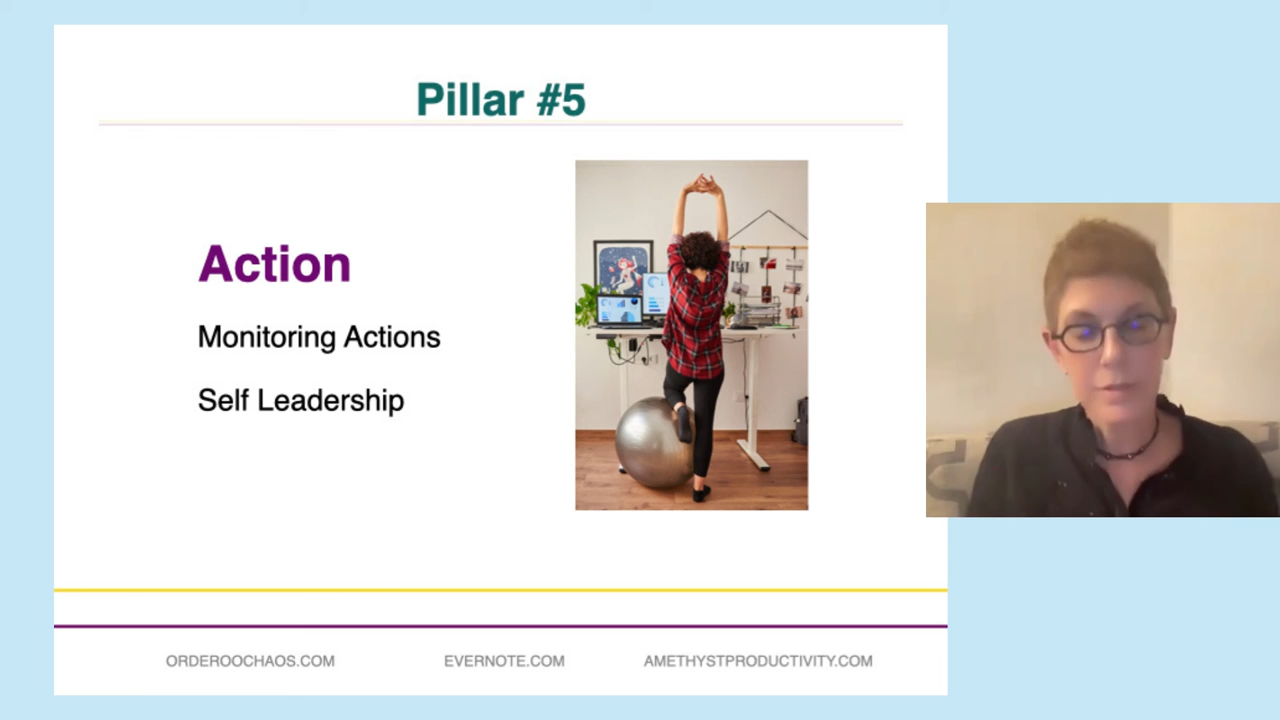 Pillar #5
Action
Monitoring Actions
Self Leadership
ORDEROOCHAOS.COM
EVERNOTE.COM
AMETHYSTPRODUCTIVITY.COM